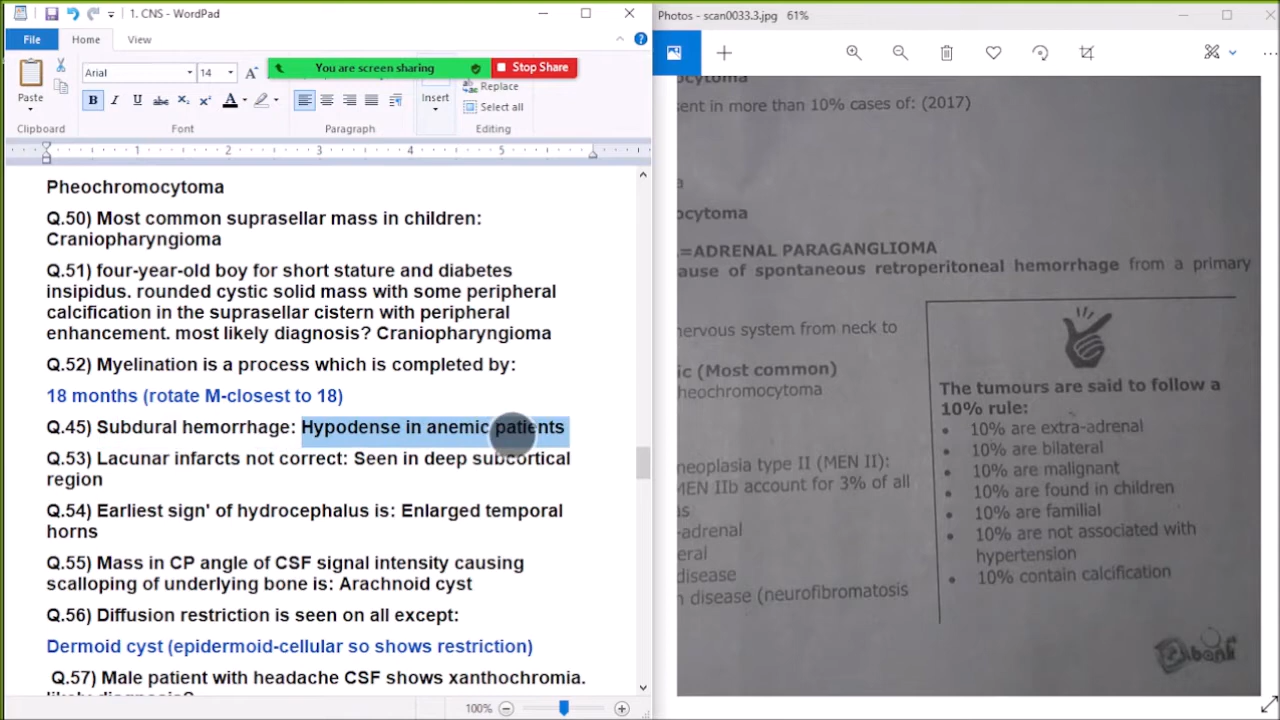 1. CNS - WordPad
Photos - scan0033.3.jpg 61%
File
Home
View
You are screen sharing
Stop Share
Paste
Arial
14
Insert
Replace
Select all
Clipboard
Font
Paragraph
Editing
1
2
3
4
5
Pheochromocytoma
Q.50) Most common suprasellar mass in children:
Craniopharyngioma
Q.51) four-year-old boy for short stature and diabetes
insipidus. rounded cystic solid mass with some peripheral
calcification in the suprasellar cistern with peripheral
enhancement. most likely diagnosis? Craniopharyngioma
Q.52) Myelination is a process which is completed by:
18 months (rotate M-closest to 18)
Q.45) Subdural hemorrhage: Hypodense in anemic patients
Q.53) Lacunar infarcts not correct: Seen in deep subcortical
region
Q.54) Earliest sign' of hydrocephalus is: Enlarged temporal
horns
Q.55) Mass in CP angle of CSF signal intensity causing
scalloping of underlying bone is: Arachnoid cyst
Q.56) Diffusion restriction is seen on all except:
Dermoid cyst (epidermoid-cellular so shows restriction)
Q.57) Male patient with headache CSF shows xanthochromia.
likely diagnosis?
100%
ocytoma
sent in more than 10% cases of: (2017)
a
ocytoma
=ADRENAL PARAGANGLIOMA
ause of spontaneous retroperitoneal hemorrhage from a primary
nervous system from neck to
ic (Most common)
heochromocytoma
neoplasia type II (MEN II):
MEN IIb account for 3% of all
as
-adrenal
eral
disease
n disease (neurofibromatosis
The tumours are said to follow a
10% rule:
• 10% are extra-adrenal
• 10% are bilateral
• 10% are malignant
• 10% are found in children
• 10% are familial
• 10% are not associated with
hypertension
• 10% contain calcification